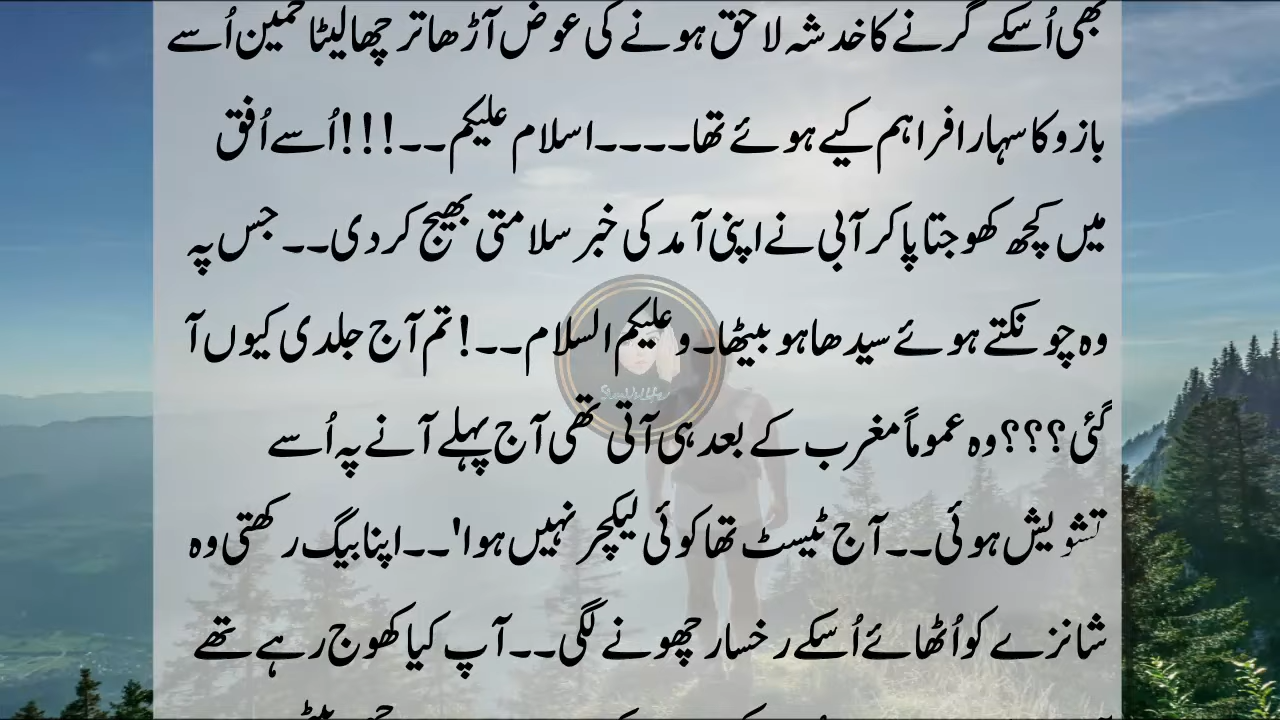 بھی اُسکے گرنے کا خدشہ لاحق ہونے کی عوض آڑھا ترچھا لیٹا حمین اُسے
بازو کا سہارا فراہم کیے ہوئے تھا۔۔۔۔اسلام علیکم۔۔!!!اُسے اُفق
میں کچھ کھوجتا پا کر آبی نے اپنی آمد کی خبر سلامتی بھیج کر دی۔۔جس پہ
وہ چونکتے ہوئے سیدھا ہو بیٹھا۔وعلیکم السلام۔۔!تم آج جلدی کیوں آ
گئی؟؟؟وہ عموماً مغرب کے بعد ہی آتی تھی آج پہلے آنے پہ اُسے
تشویش ہوئی۔۔آج ٹیسٹ تھا کوئی لیکچر نہیں ہوا'۔۔اپنا بیگ رکھتی وہ
شانزے کو اُٹھائے اُسکے رخسار چھونے لگی۔۔آپ کیا کھوج رہے تھے